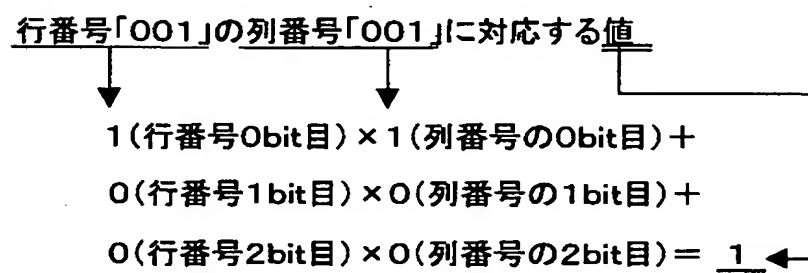 行番号「001」の列番号「001」に対応する値
1(行番号0bit目)×1(列番号の0bit目)+
0(行番号1bit目)×0(列番号の1bit目)+
0(行番号2bit目)×0(列番号の2bit目)= 1